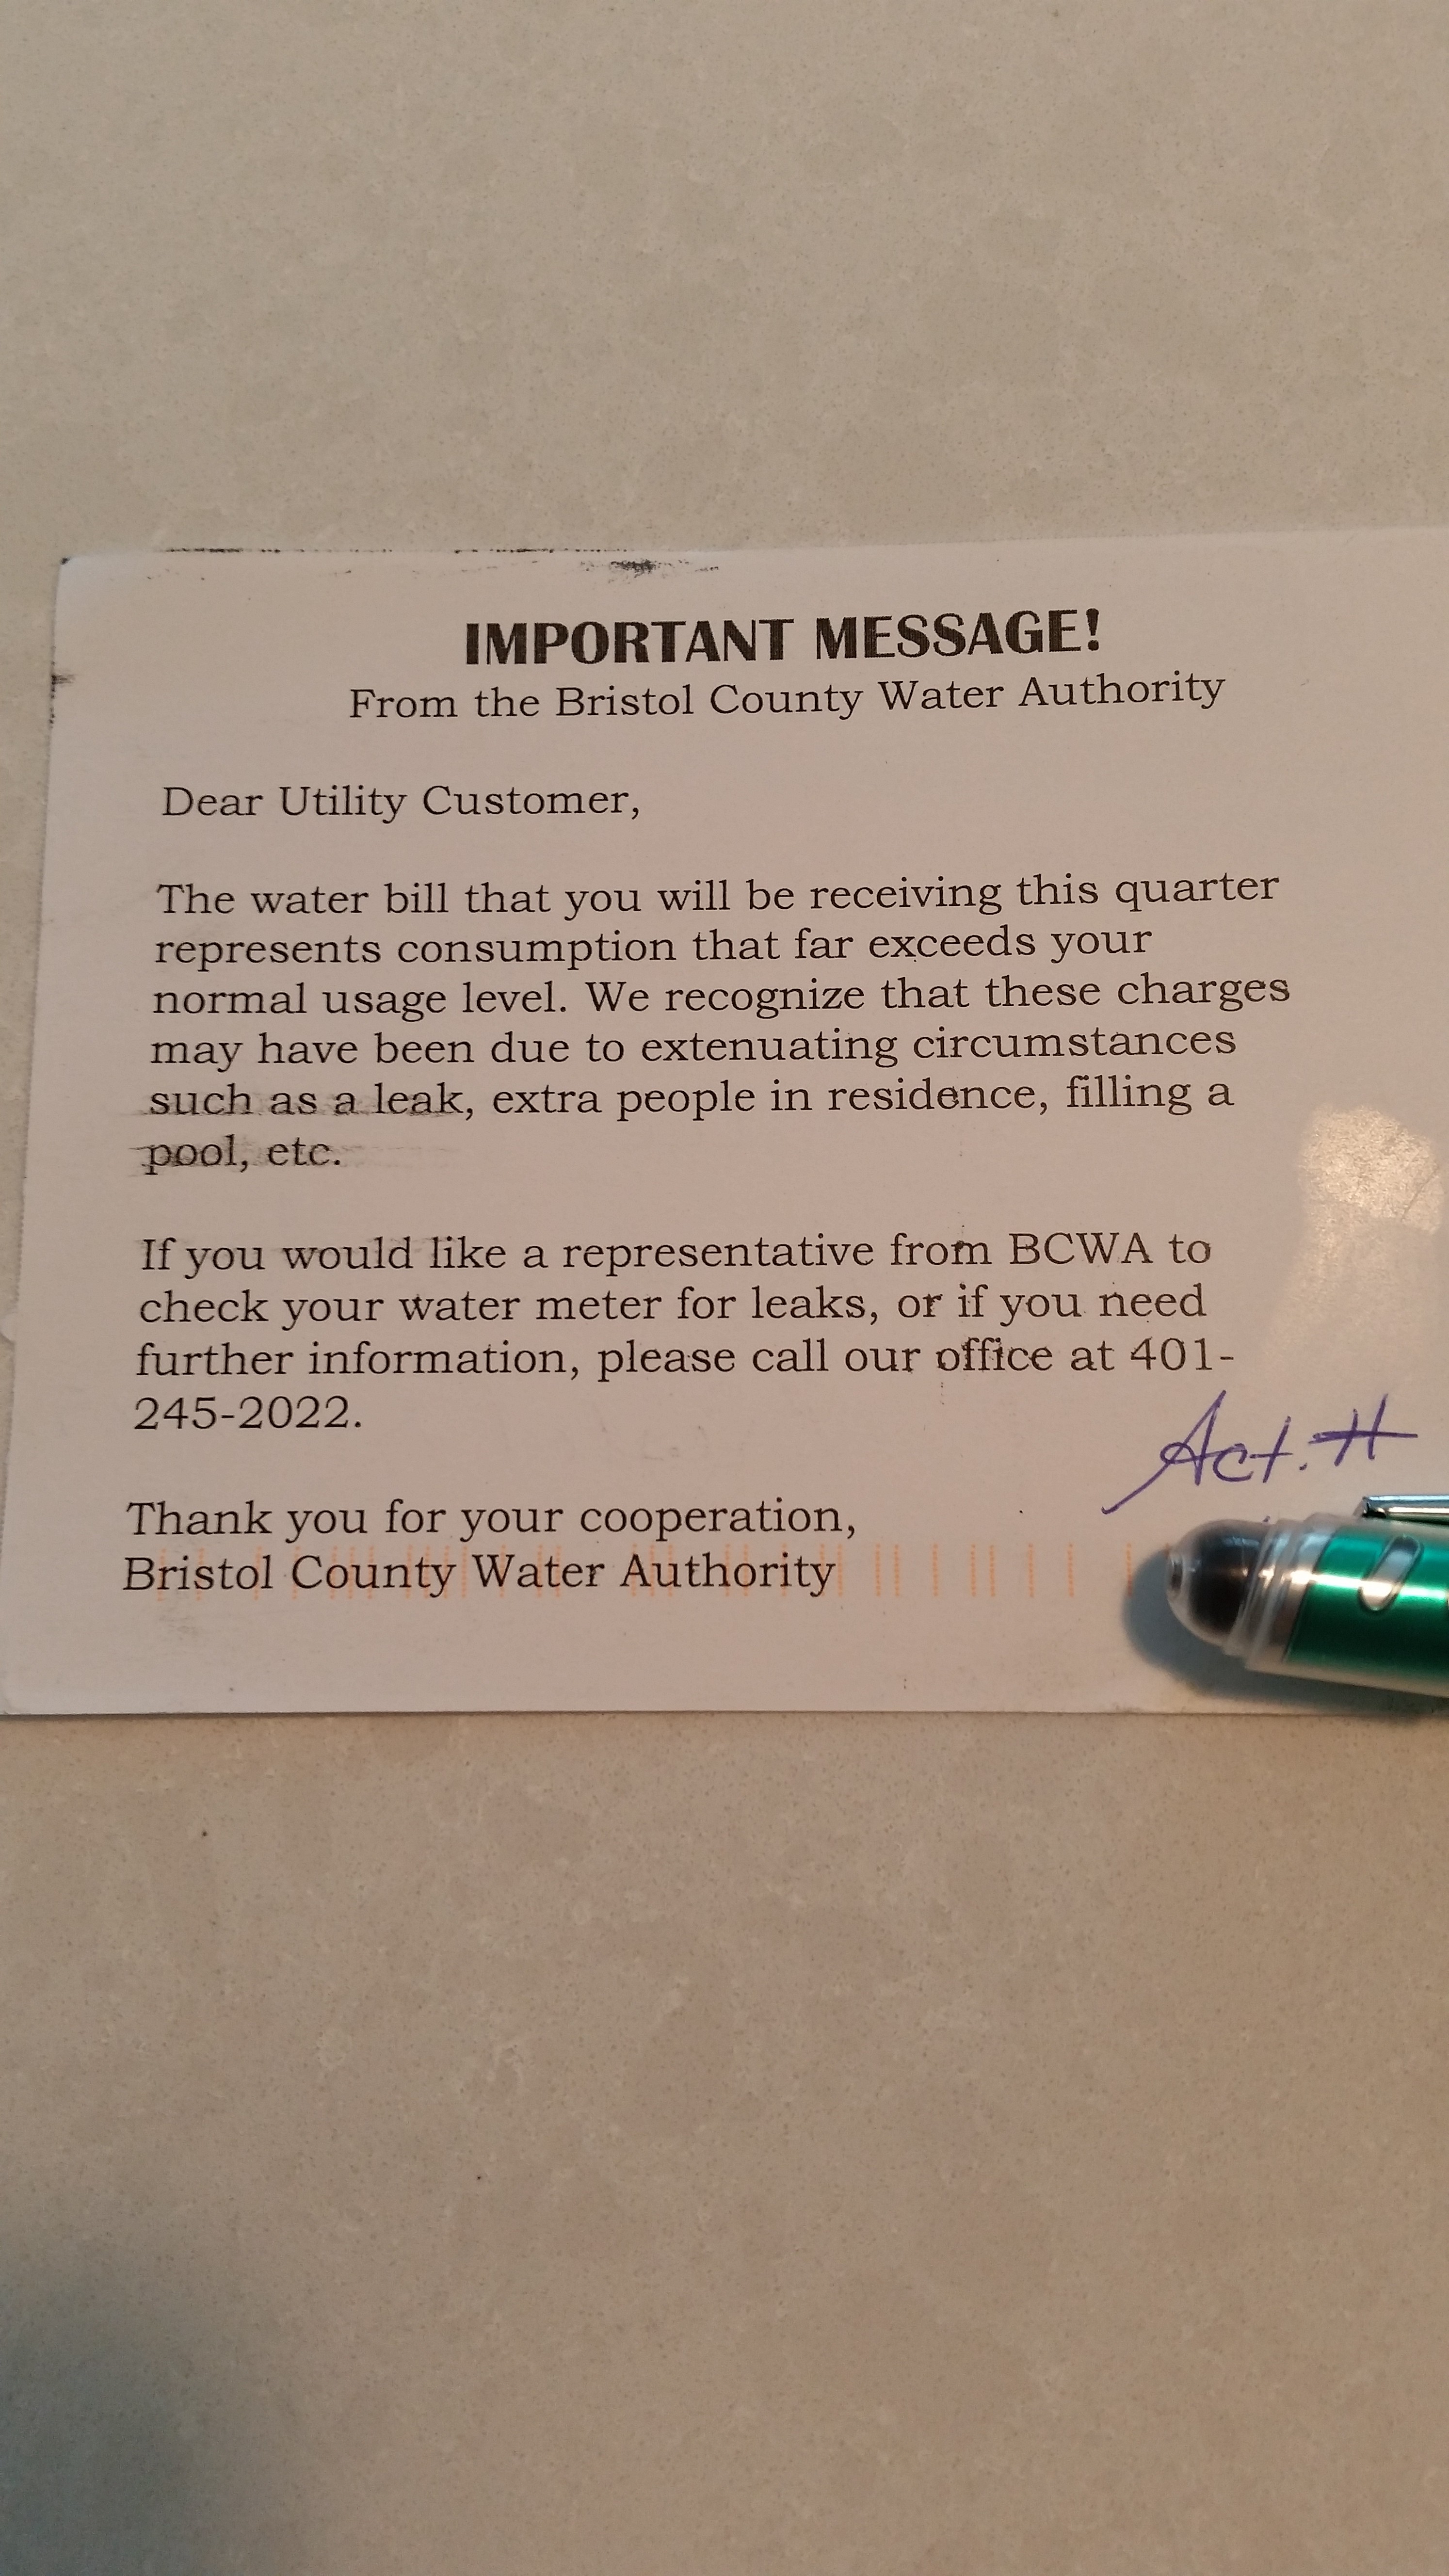 IMPORTANT MESSAGE!
From the Bristol County Water Authority
Dear Utility Customer,
The water bill that you will be receiving this quarter
represents consumption that far exceeds your
normal usage level. We recognize that these charges
may have been due to extenuating circumstances
such as a leak, extra people in residence, filling a
pool, etc.
If you would like a representative from BCWA to
check your water meter for leaks, or if you need
further information, please call our office at 401-
245-2022.
Act. #
Thank you for your cooperation,
Bristol County Water Authority